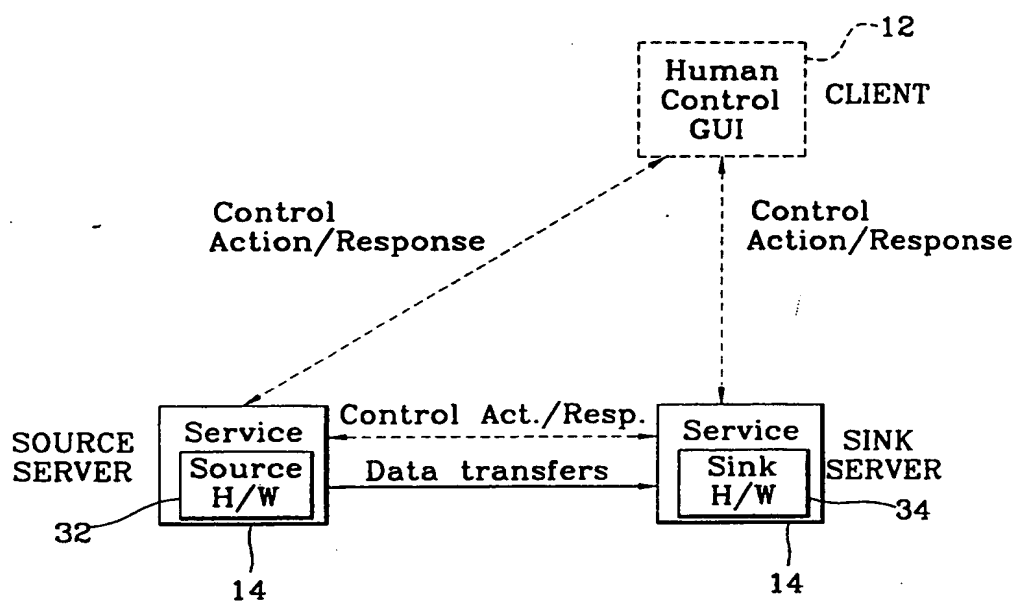 12
Human
Control
GUI
CLIENT
Control
Action/Response
Control
Action/Response
SOURCE
SERVER
Service
Source
H/W
Control Act./Resp.
Data transfers
Service
Sink
H/W
SINK
SERVER
32
34
14
14